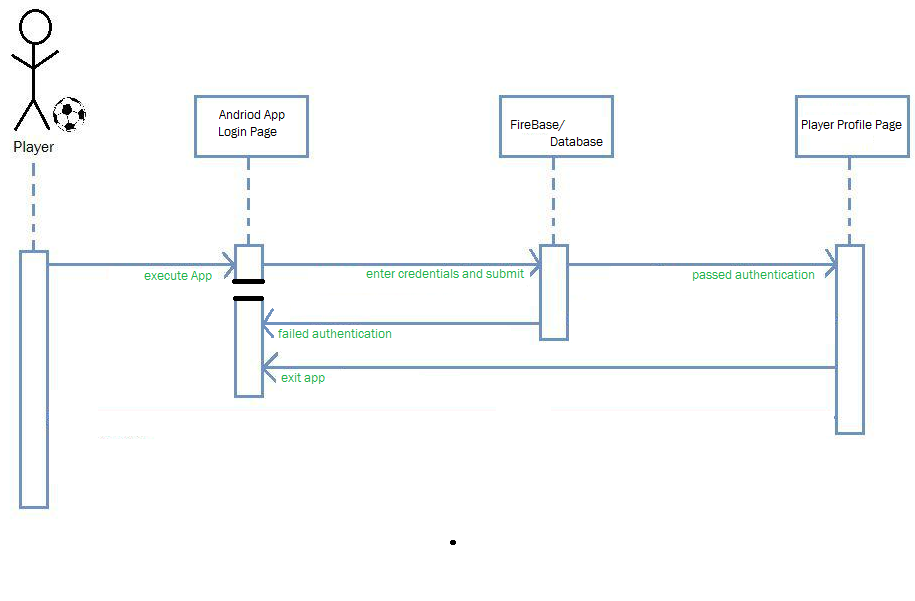 Andriod App
Login Page
FireBase/
Database
Player Profile Page
Player
execute App
enter credentials and submit
passed authentication
failed authentication
exit app